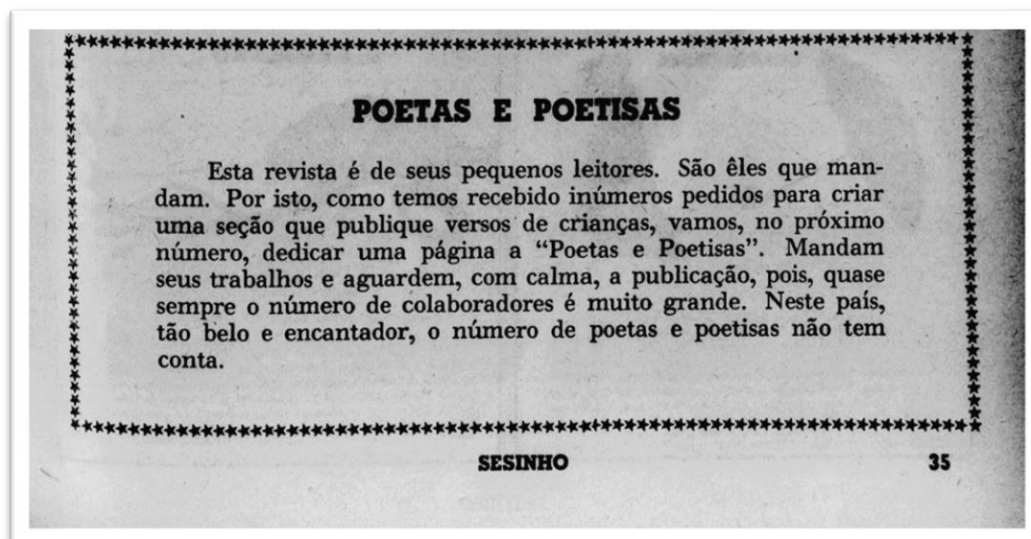 POETAS E POETISAS
Esta revista é de seus pequenos leitores. São êles que man-
dam. Por isto, como temos recebido inúmeros pedidos para criar
uma seção que publique versos de crianças, vamos, no próximo
número, dedicar uma página a “Poetas e Poetisas”. Mandam
seus trabalhos e aguardem, com calma, a publicação, pois, quase
sempre o número de colaboradores é muito grande. Neste país,
tão belo e encantador, o número de poetas e poetisas não tem
conta.
SESINHO 35